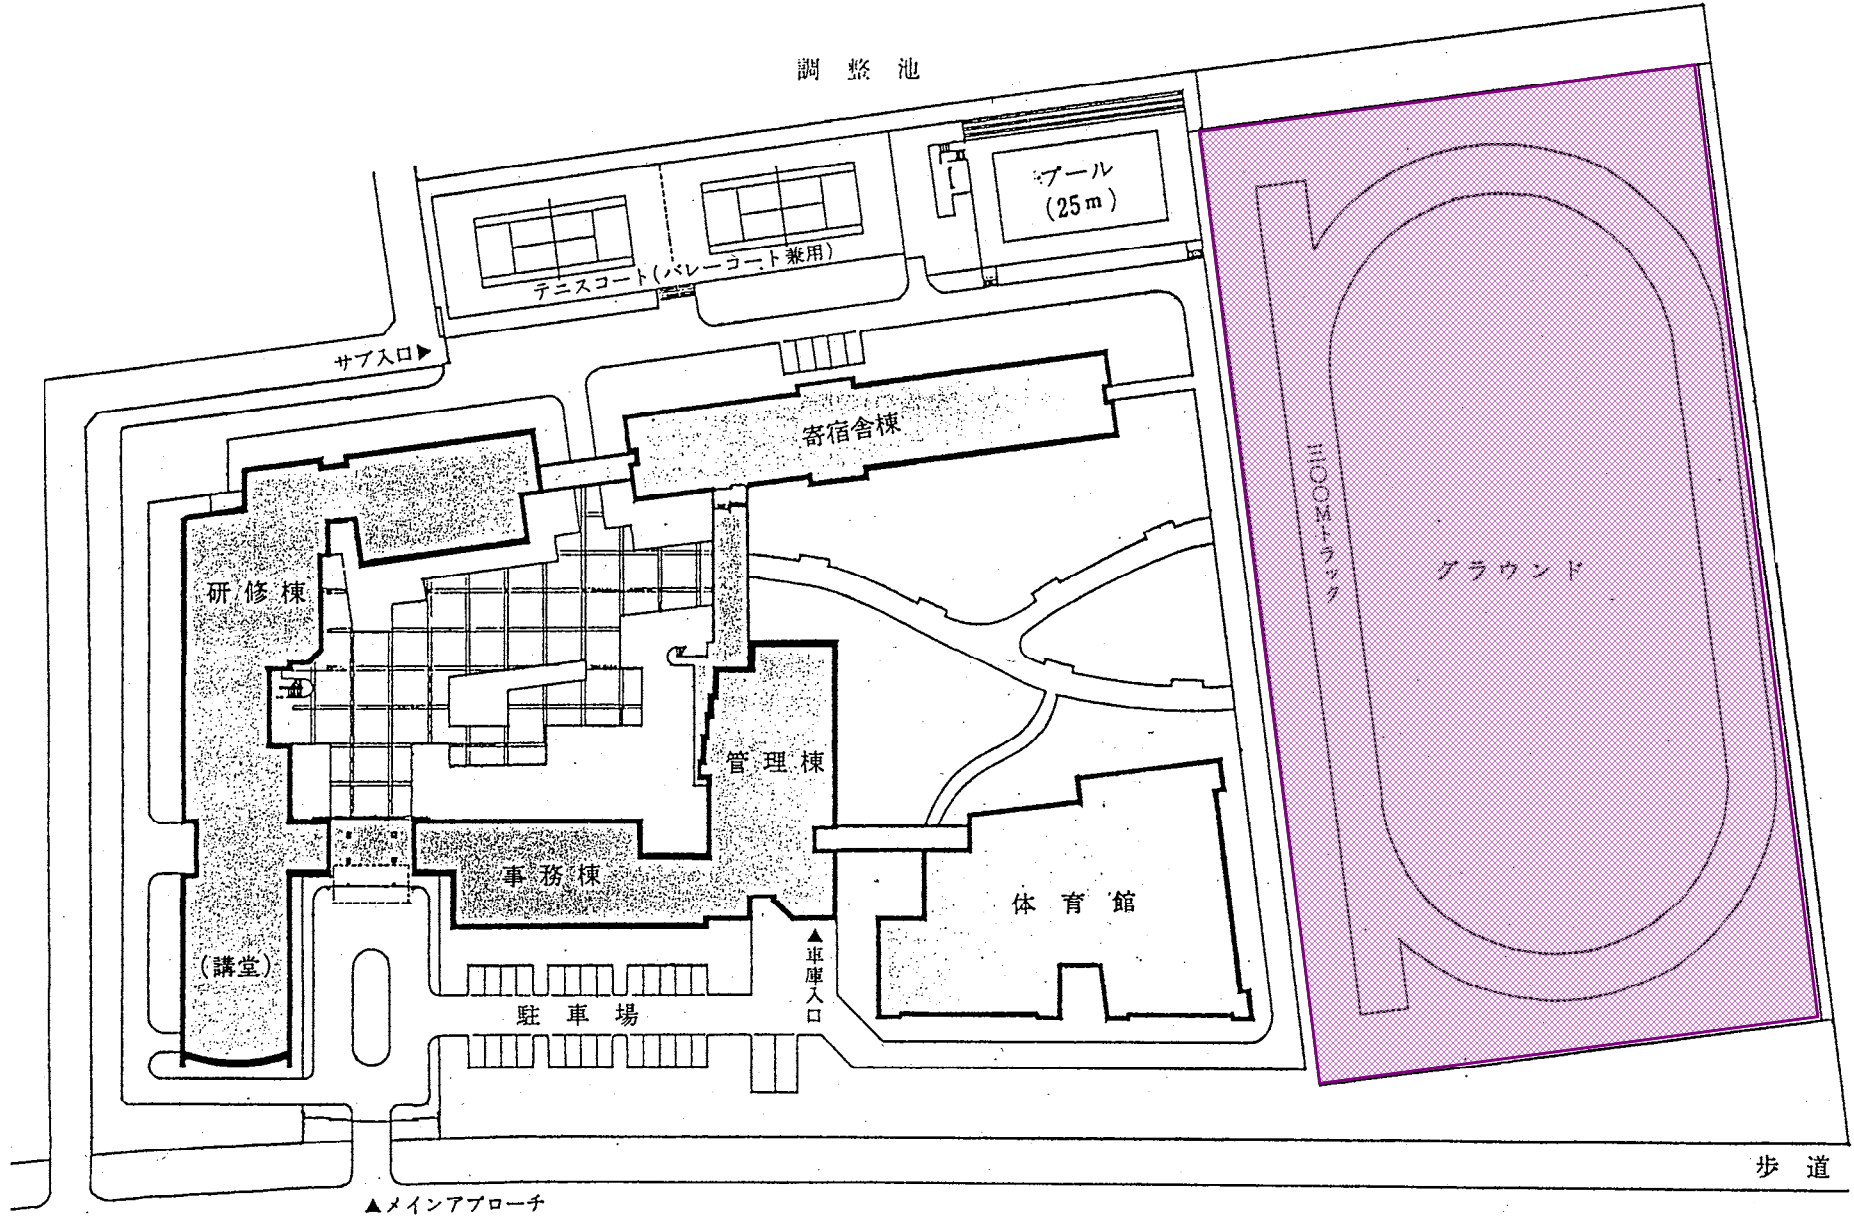 調整池
プール
(25m)
テニスコート(バレーコート兼用)
サブ入口▶
寄宿舎棟
三〇〇Mトラック
グラウンド
研修棟
管理棟
事務棟
体育館
(講堂)
▲車庫入口
駐車場
歩道
▲メインアプローチ